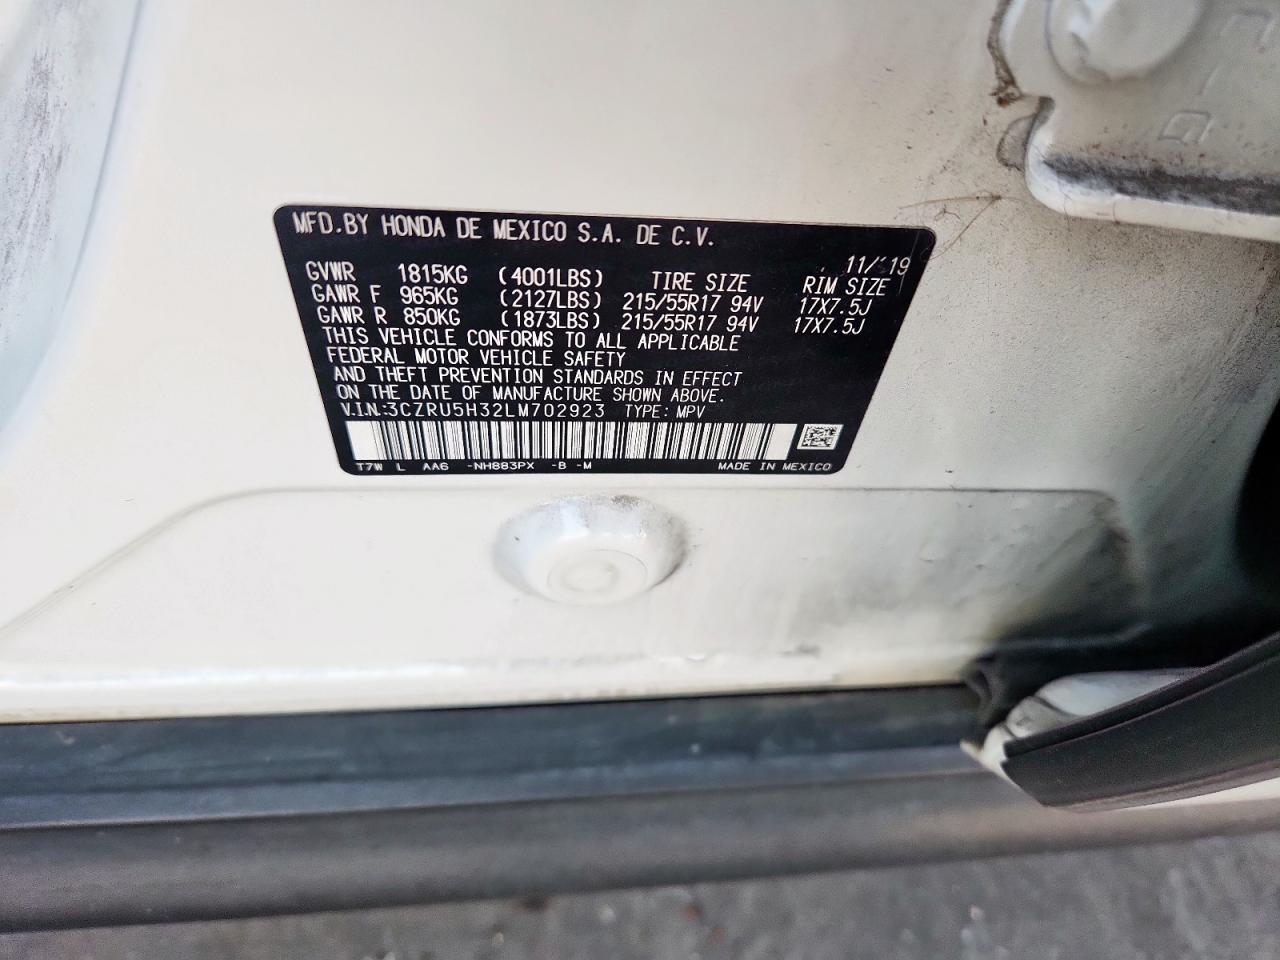 MFD.BY HONDA DE MEXICO S.A. DE C.V.
11/ 19
GVWR 1815KG (4001LBS) TIRE SIZE RIM SIZE
GAWR F 965KG (2127LBS) 215/55R17 94V 17X7.5J
GAWR R 850KG (1873LBS) 215/55R17 94V 17X7.5J
THIS VEHICLE CONFORMS TO ALL APPLICABLE
FEDERAL MOTOR VEHICLE SAFETY
AND THEFT PREVENTION STANDARDS IN EFFECT
ON THE DATE OF MANUFACTURE SHOWN ABOVE.
V.I.N:3CZRU5H32LM702923 TYPE: MPV
T7W L AA6 -NH883PX -B -M MADE IN MEXICO